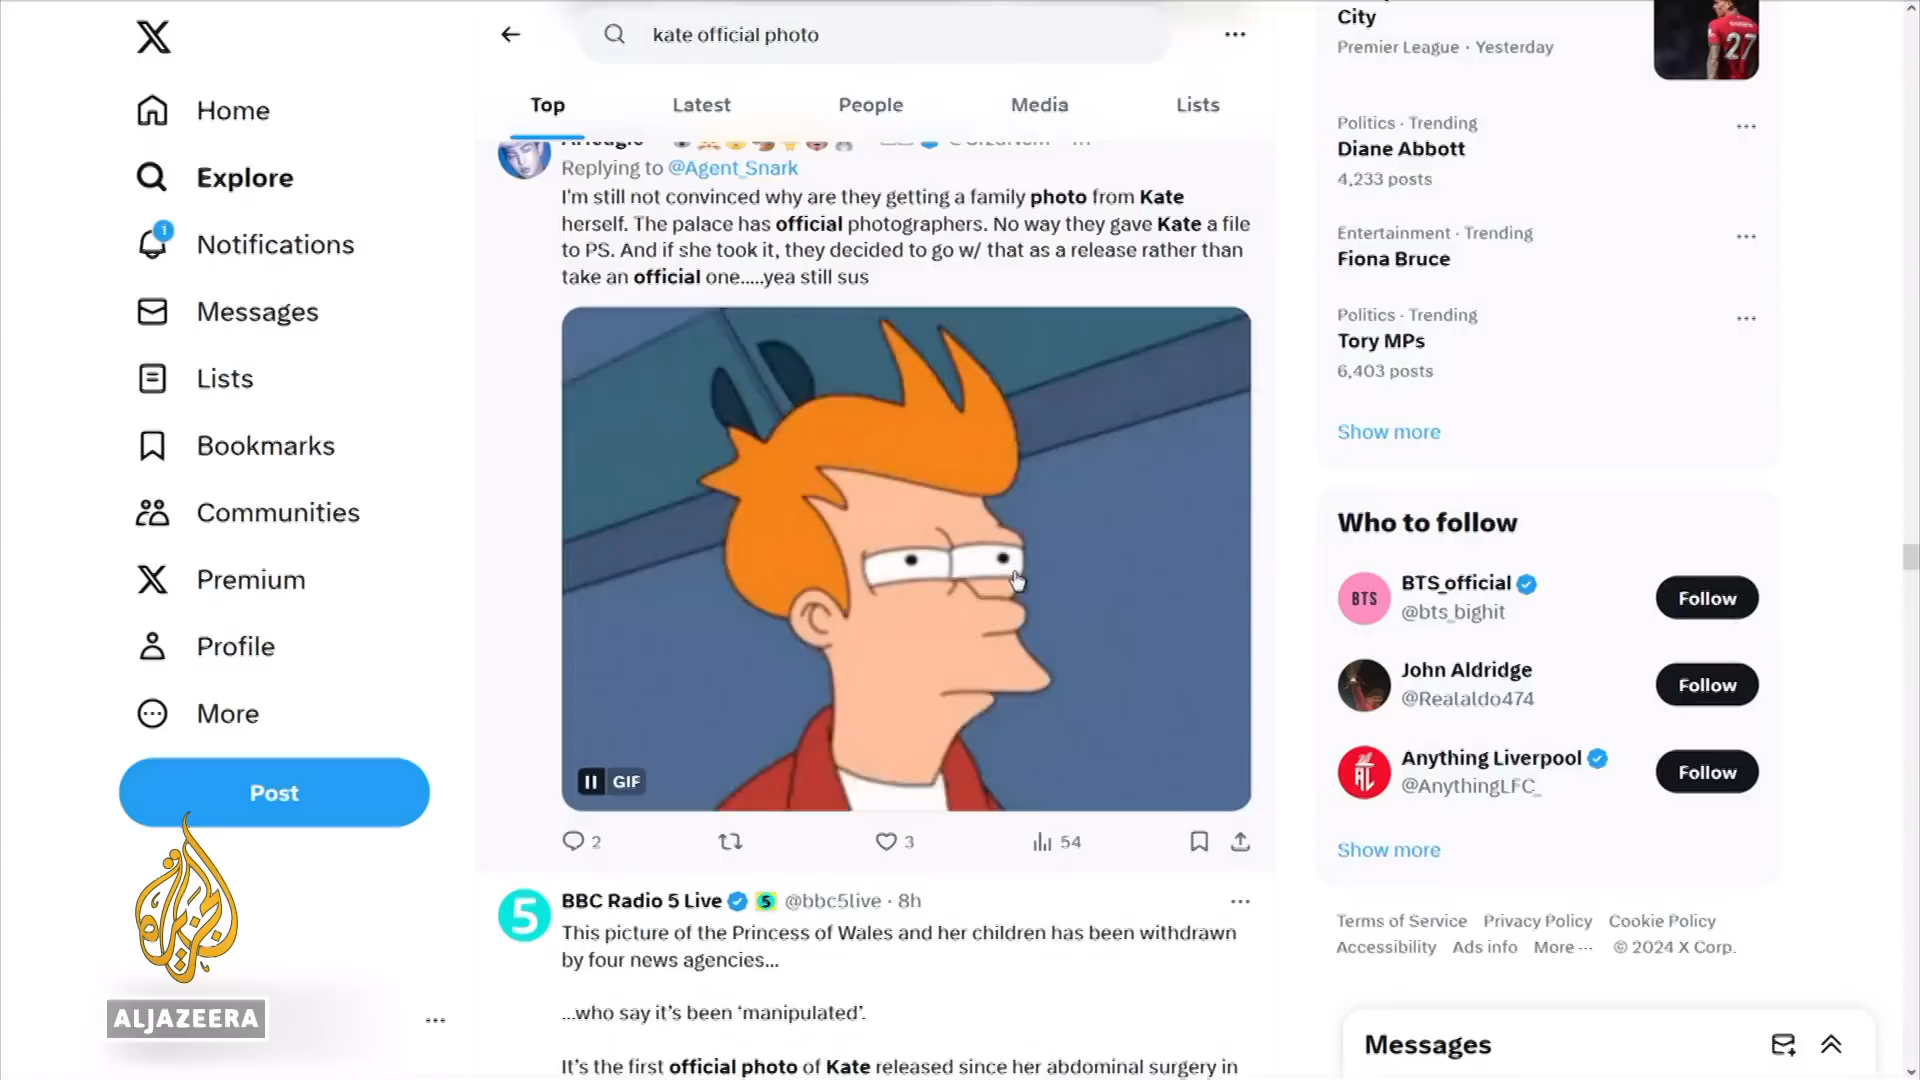 kate official photo
Home
Explore
1
Notifications
Messages
Lists
Bookmarks
Communities
Premium
Profile
More
Post
ALJAZEERA
Top
Latest
People
Media
Lists
Replying to @Agent_Snark
I'm still not convinced why are they getting a family photo from Kate
herself. The palace has official photographers. No way they gave Kate a file
to PS. And if she took it, they decided to go w/ that as a release rather than
take an official one.....yea still sus
GIF
2
3
54
5
BBC Radio 5 Live 5 @bbc5live · 8h
This picture of the Princess of Wales and her children has been withdrawn
by four news agencies...
...who say it's been 'manipulated'.
It's the first official photo of Kate released since her abdominal surgery in
City
Premier League · Yesterday
27
Politics · Trending
Diane Abbott
4,233 posts
Entertainment · Trending
Fiona Bruce
Politics · Trending
Tory MPs
6,403 posts
Show more
Who to follow
BTS
BTS_official
@bts_bighit
Follow
John Aldridge
@Realaldo474
Follow
AL
Anything Liverpool
@AnythingLFC_
Follow
Show more
Terms of Service Privacy Policy Cookie Policy
Accessibility Ads info More ··· © 2024 X Corp.
Messages